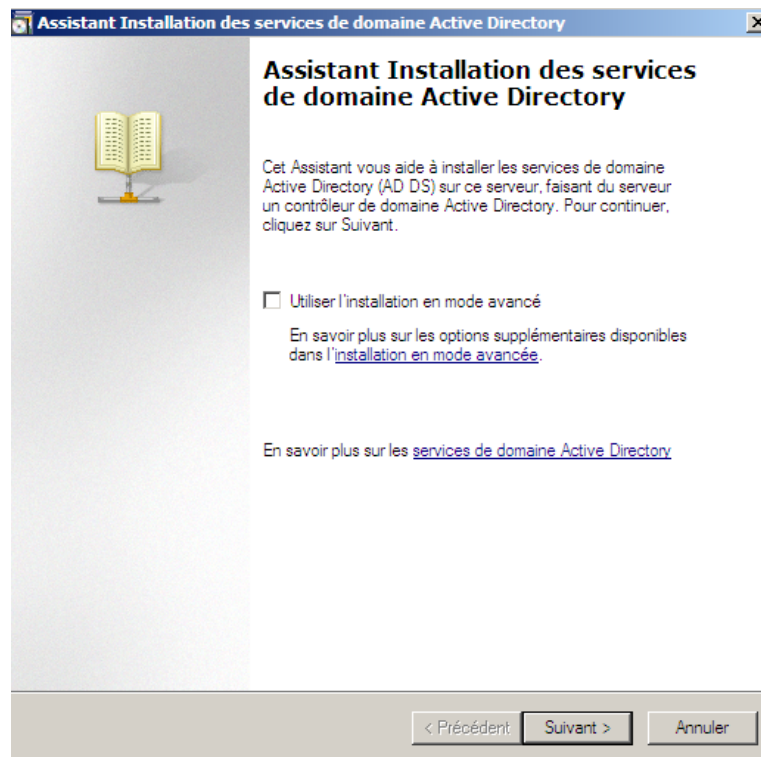 Assistant Installation des services de domaine Active Directory
Assistant Installation des services
de domaine Active Directory
Cet Assistant vous aide à installer les services de domaine
Active Directory (AD DS) sur ce serveur, faisant du serveur
un contrôleur de domaine Active Directory. Pour continuer,
cliquez sur Suivant.
Utiliser l'installation en mode avancé
En savoir plus sur les options supplémentaires disponibles
dans l'installation en mode avancée.
En savoir plus sur les services de domaine Active Directory
< Précédent Suivant > Annuler